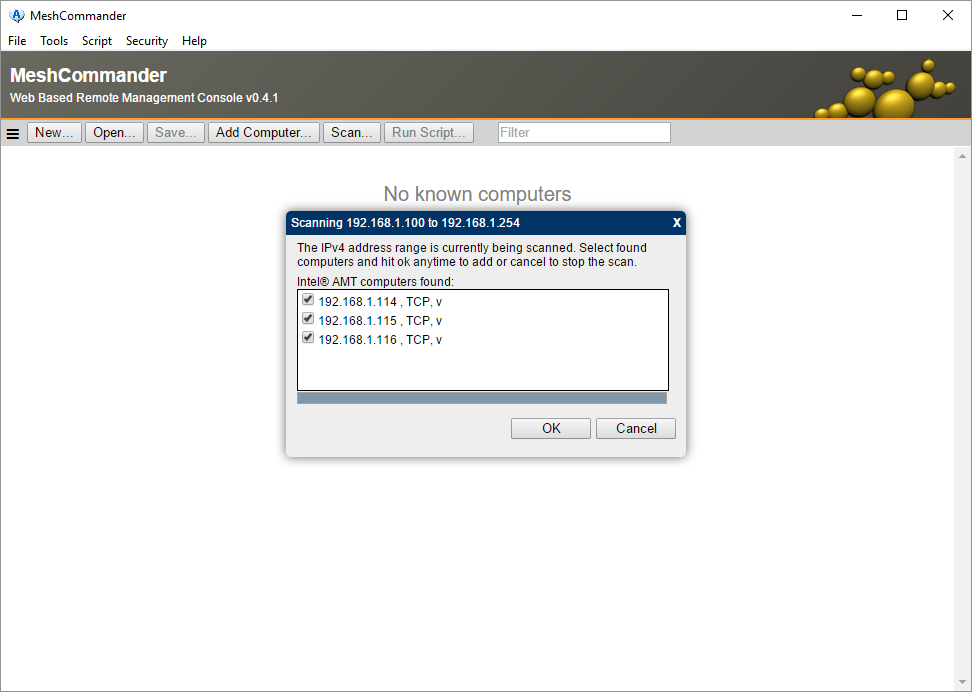 MeshCommander
File Tools Script Security Help
MeshCommander
Web Based Remote Management Console v0.4.1
New... Open... Save... Add Computer... Scan... Run Script... Filter
No known computers
Scanning 192.168.1.100 to 192.168.1.254 X
The IPv4 address range is currently being scanned. Select found
computers and hit ok anytime to add or cancel to stop the scan.
Intel® AMT computers found:
192.168.1.114 , TCP, v
192.168.1.115 , TCP, v
192.168.1.116 , TCP, v
OK Cancel